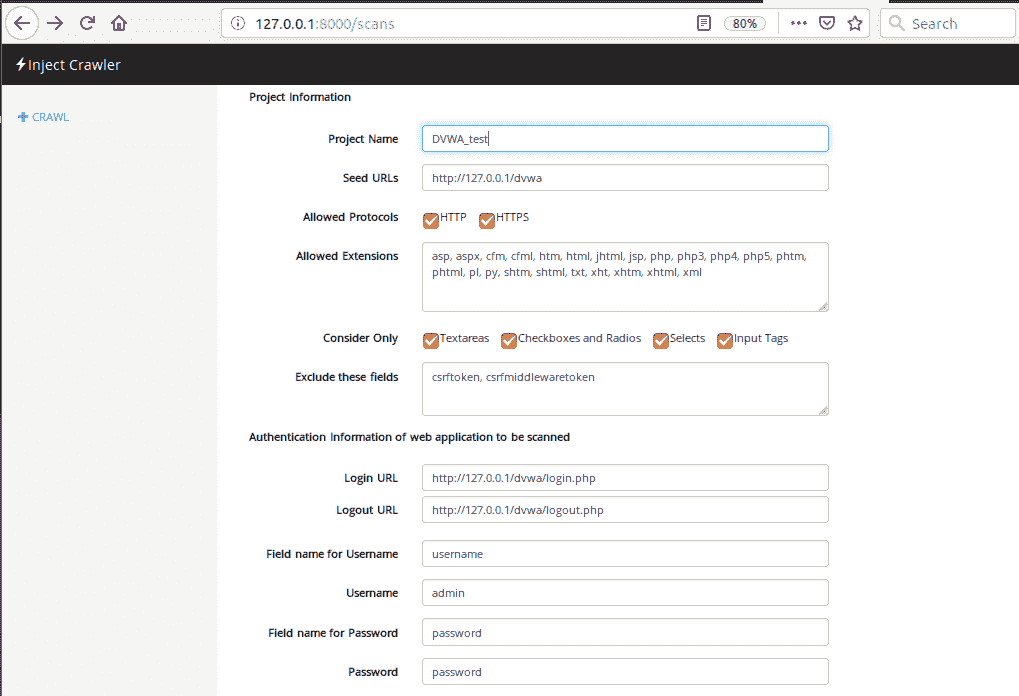 127.0.0.1:8000/scans
80%
Search
Inject Crawler
CRAWL
Project Information
Project Name
DVWA_test
Seed URLs
http://127.0.0.1/dvwa
Allowed Protocols
HTTP HTTPS
Allowed Extensions
asp, aspx, cfm, cfml, htm, html, jhtml, jsp, php, php3, php4, php5, phtm,
phtml, pl, py, shtm, shtml, txt, xht, xhtm, xhtml, xml
Consider Only
Textareas Checkboxes and Radios Selects Input Tags
Exclude these fields
csrftoken, csrfmiddlewaretoken
Authentication Information of web application to be scanned
Login URL
http://127.0.0.1/dvwa/login.php
Logout URL
http://127.0.0.1/dvwa/logout.php
Field name for Username
username
Username
admin
Field name for Password
password
Password
password